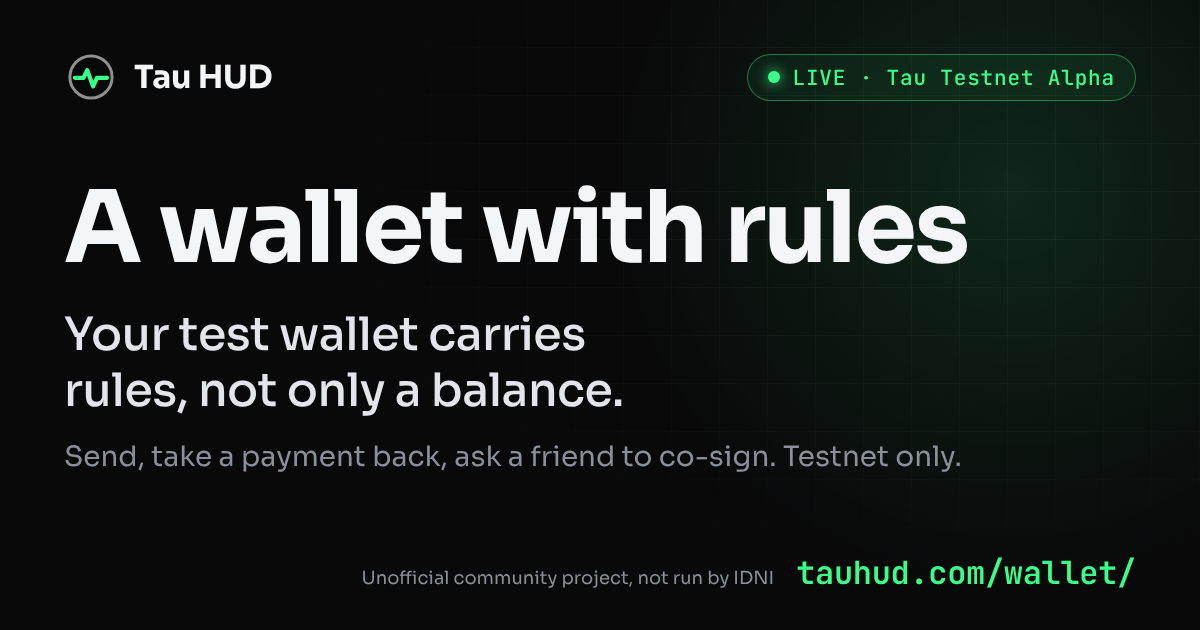 Tau HUD
LIVE · Tau Testnet Alpha
A wallet with rules
Your test wallet carries
rules, not only a balance.
Send, take a payment back, ask a friend to co-sign. Testnet only.
Unofficial community project, not run by IDNI
tauhud.com/wallet/